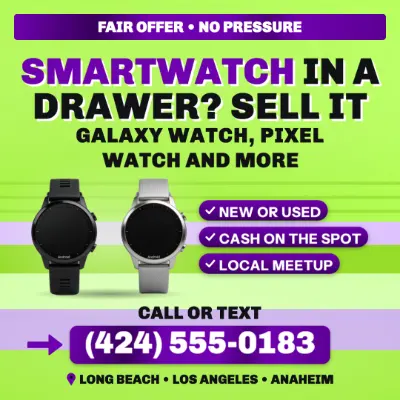 FAIR OFFER • NO PRESSURE
SMARTWATCH IN A
DRAWER? SELL IT
GALAXY WATCH, PIXEL
WATCH AND MORE
NEW OR USED
CASH ON THE SPOT
LOCAL MEETUP
CALL OR TEXT
(424) 555-0183
LONG BEACH • LOS ANGELES • ANAHEIM